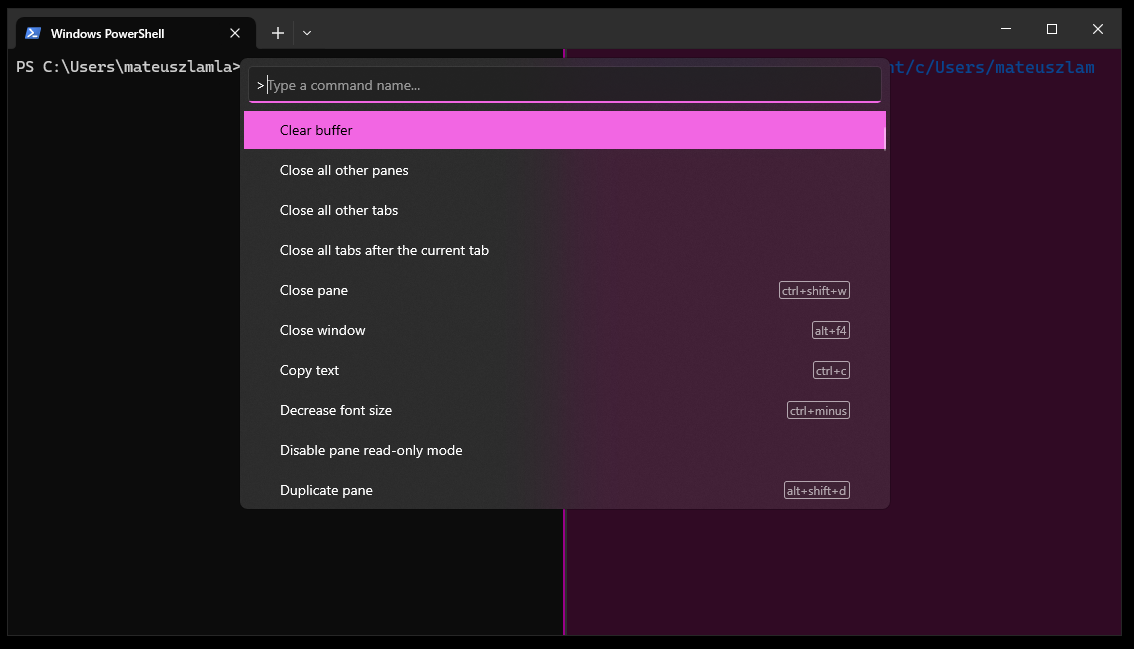 Windows PowerShell
PS C:\Users\mateuszlamla>
nt/c/Users/mateuszlam
>Type a command name...
Clear buffer
Close all other panes
Close all other tabs
Close all tabs after the current tab
Close pane ctrl+shift+w
Close window alt+f4
Copy text ctrl+c
Decrease font size ctrl+minus
Disable pane read-only mode
Duplicate pane alt+shift+d